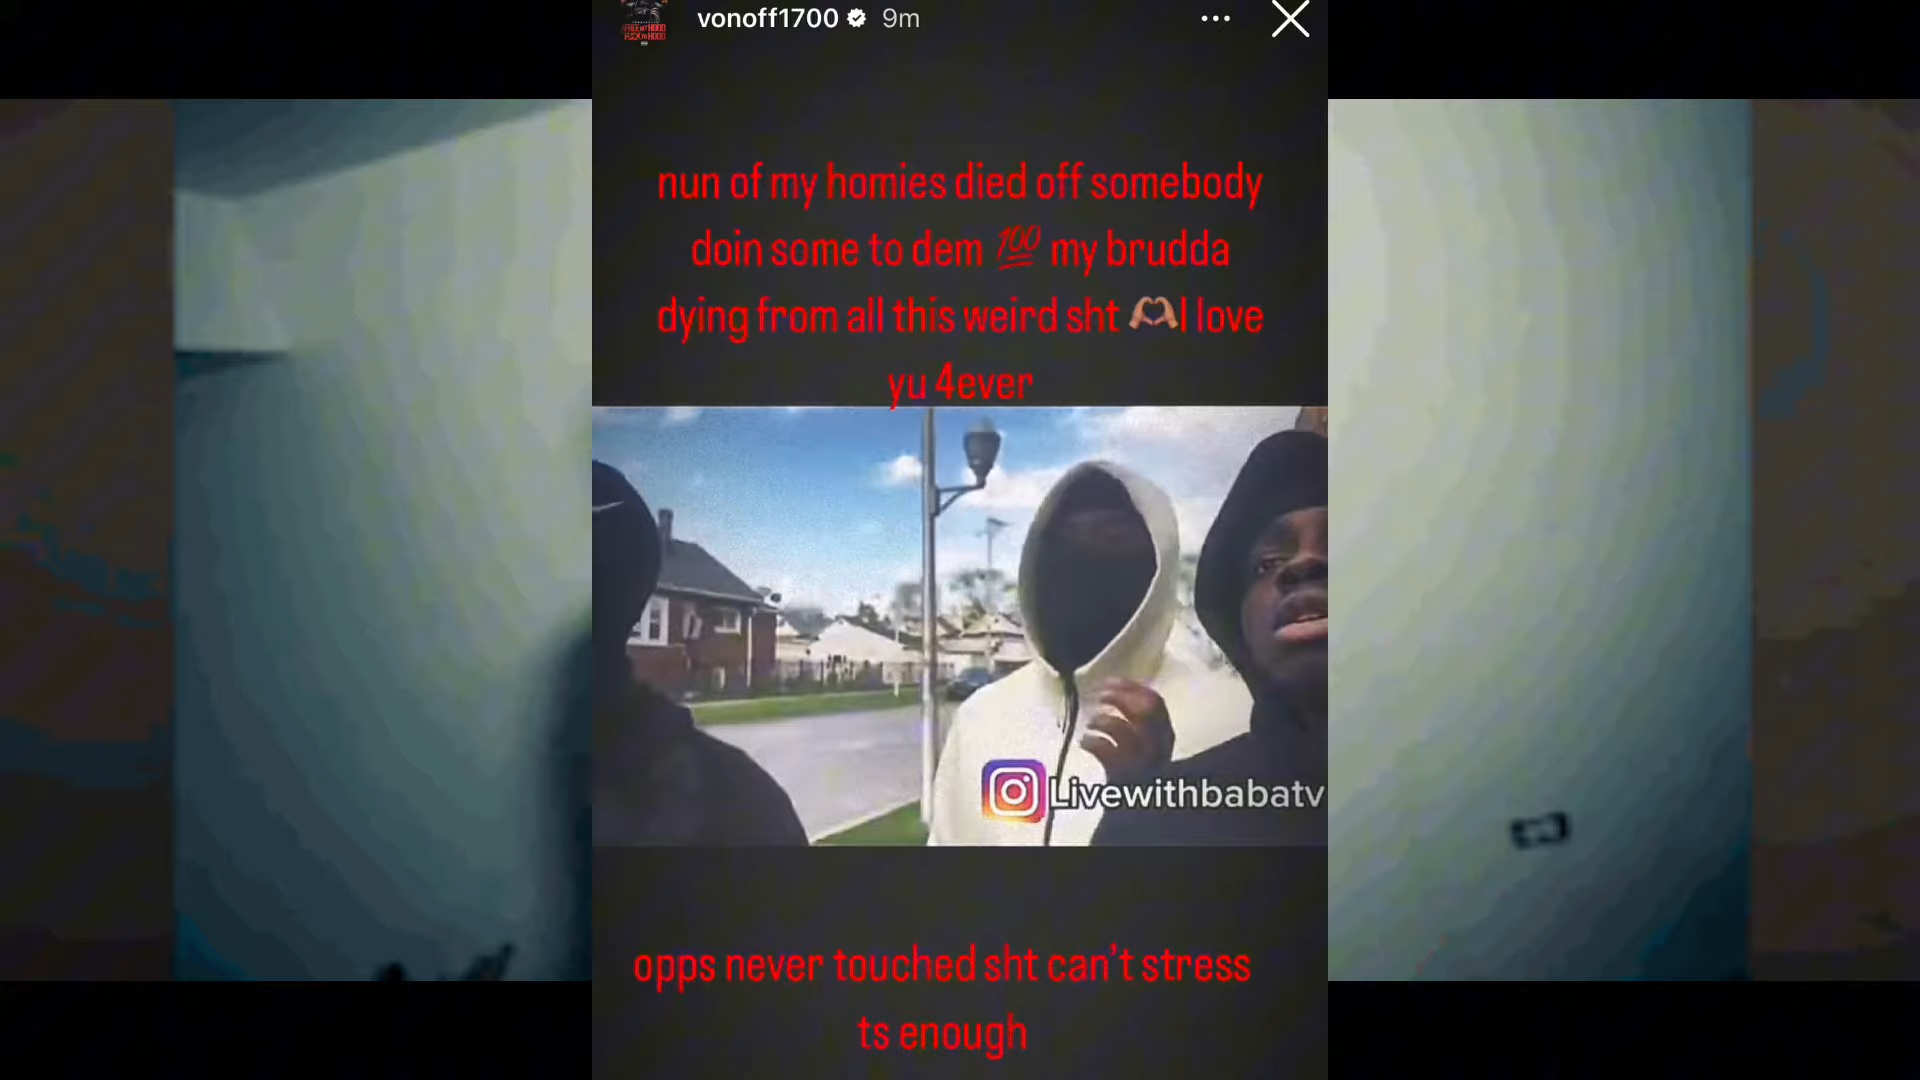 vonoff1700 9m
nun of my homies died off somebody
doin some to dem 💯 my brudda
dying from all this weird sht 🫶🏽I love
yu 4ever
Livewithbabatv
opps never touched sht can't stress
ts enough